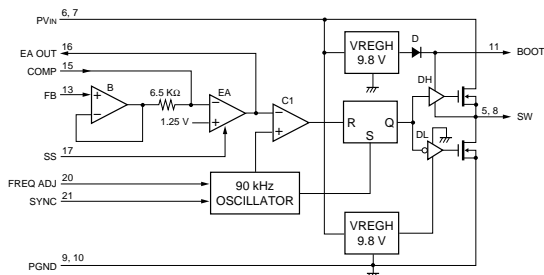 PVIN 6, 7
EA OUT 16
COMP 15
FB 13
B
6.5 KΩ
EA
1.25 V
C1
SS 17
FREQ ADJ 20
SYNC 21
90 kHz
OSCILLATOR
R
Q
S
VREGH
9.8 V
D
11 BOOT
DH
5, 8
SW
DL
VREGH
9.8 V
PGND 9, 10